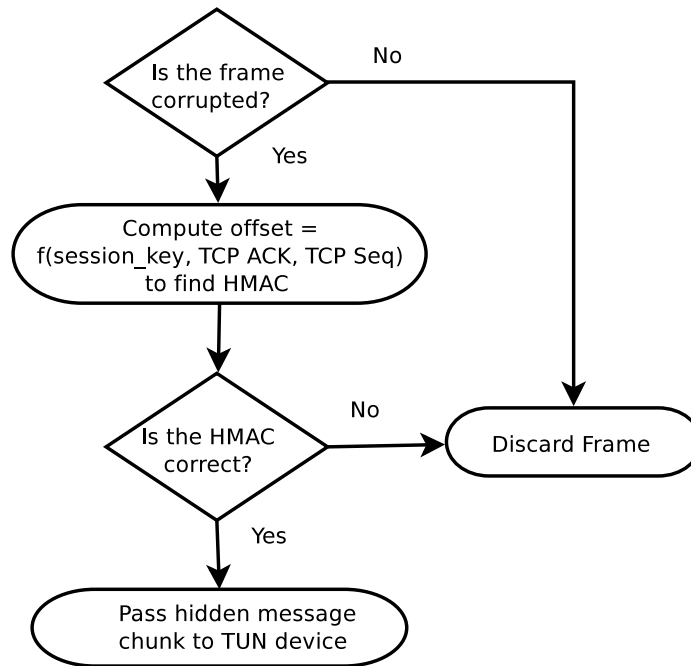 Is the frame
corrupted?
No
Yes
Compute offset =
f(session_key, TCP ACK, TCP Seq)
to find HMAC
Is the HMAC
correct?
No
Discard Frame
Yes
Pass hidden message
chunk to TUN device